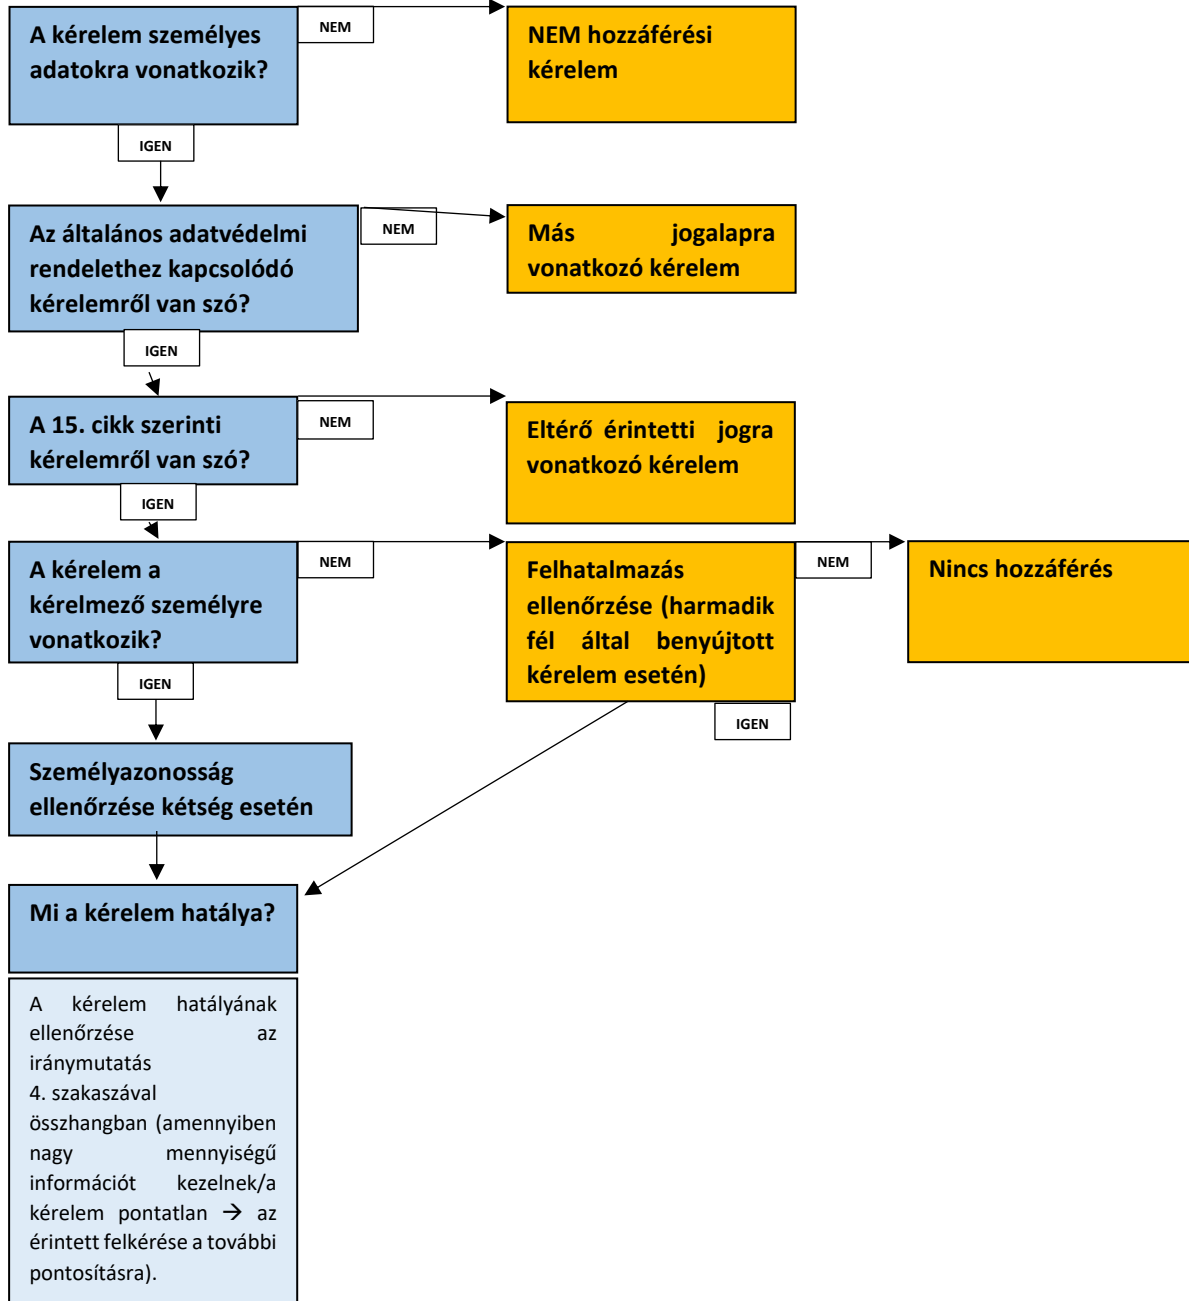 A kérelem személyes
adatokra vonatkozik?
NEM
NEM hozzáférési
kérelem
IGEN
Az általános adatvédelmi
rendelethez kapcsolódó
kérelemről van szó?
NEM
Más jogalapra
vonatkozó kérelem
IGEN
A 15. cikk szerinti
kérelemről van szó?
NEM
Eltérő érintetti jogra
vonatkozó kérelem
IGEN
A kérelem a
kérelmező személyre
vonatkozik?
NEM
Felhatalmazás
ellenőrzése (harmadik
fél által benyújtott
kérelem esetén)
NEM
Nincs hozzáférés
IGEN
IGEN
Személyazonosság
ellenőrzése kétség esetén
Mi a kérelem hatálya?
A kérelem hatályának
ellenőrzése az
iránymutatás
4. szakaszával
összhangban (amennyiben
nagy mennyiségű
információt kezelnek/a
kérelem pontatlan → az
érintett felkérése a további
pontosításra).